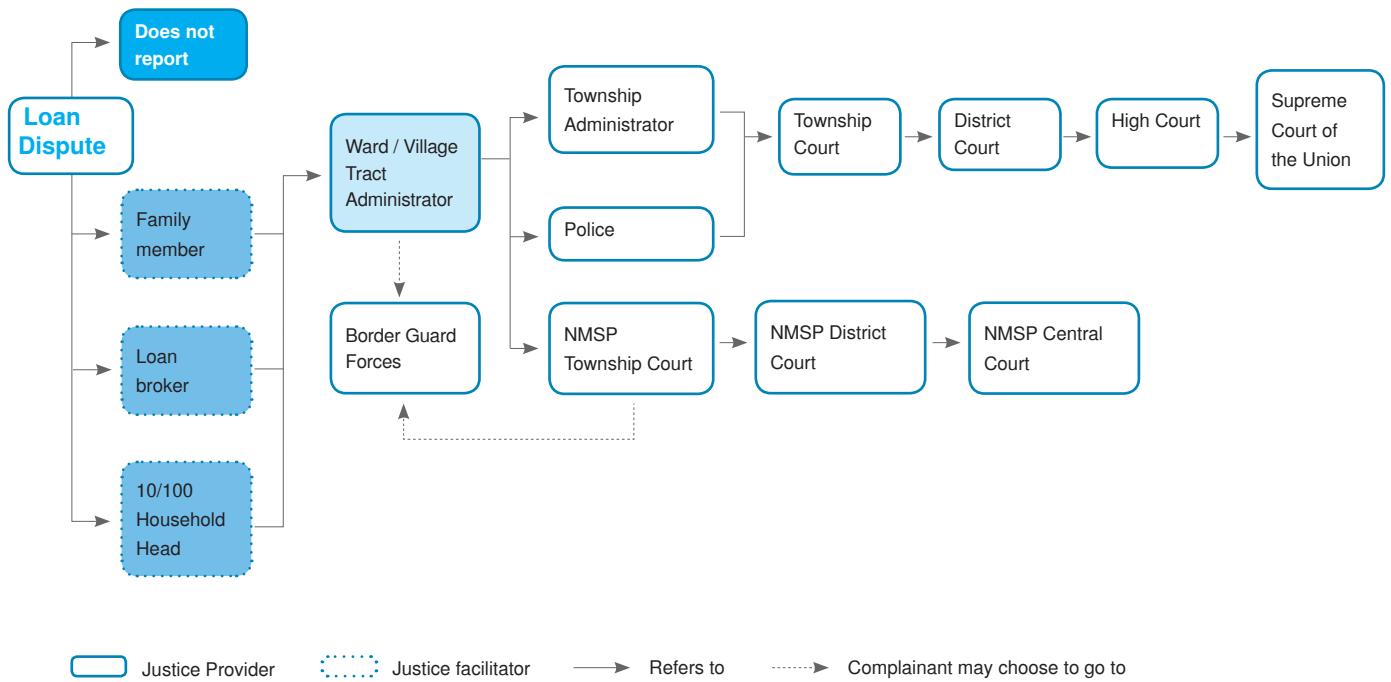 Does not
report
Loan
Dispute
Family
member
Loan
broker
10/100
Household
Head
Ward / Village
Tract
Administrator
Border Guard
Forces
Township
Administrator
Police
NMSP
Township Court
Township
Court
District
Court
High Court
Supreme
Court of
the Union
NMSP District
Court
NMSP Central
Court
Justice Provider
Justice facilitator
Refers to
Complainant may choose to go to